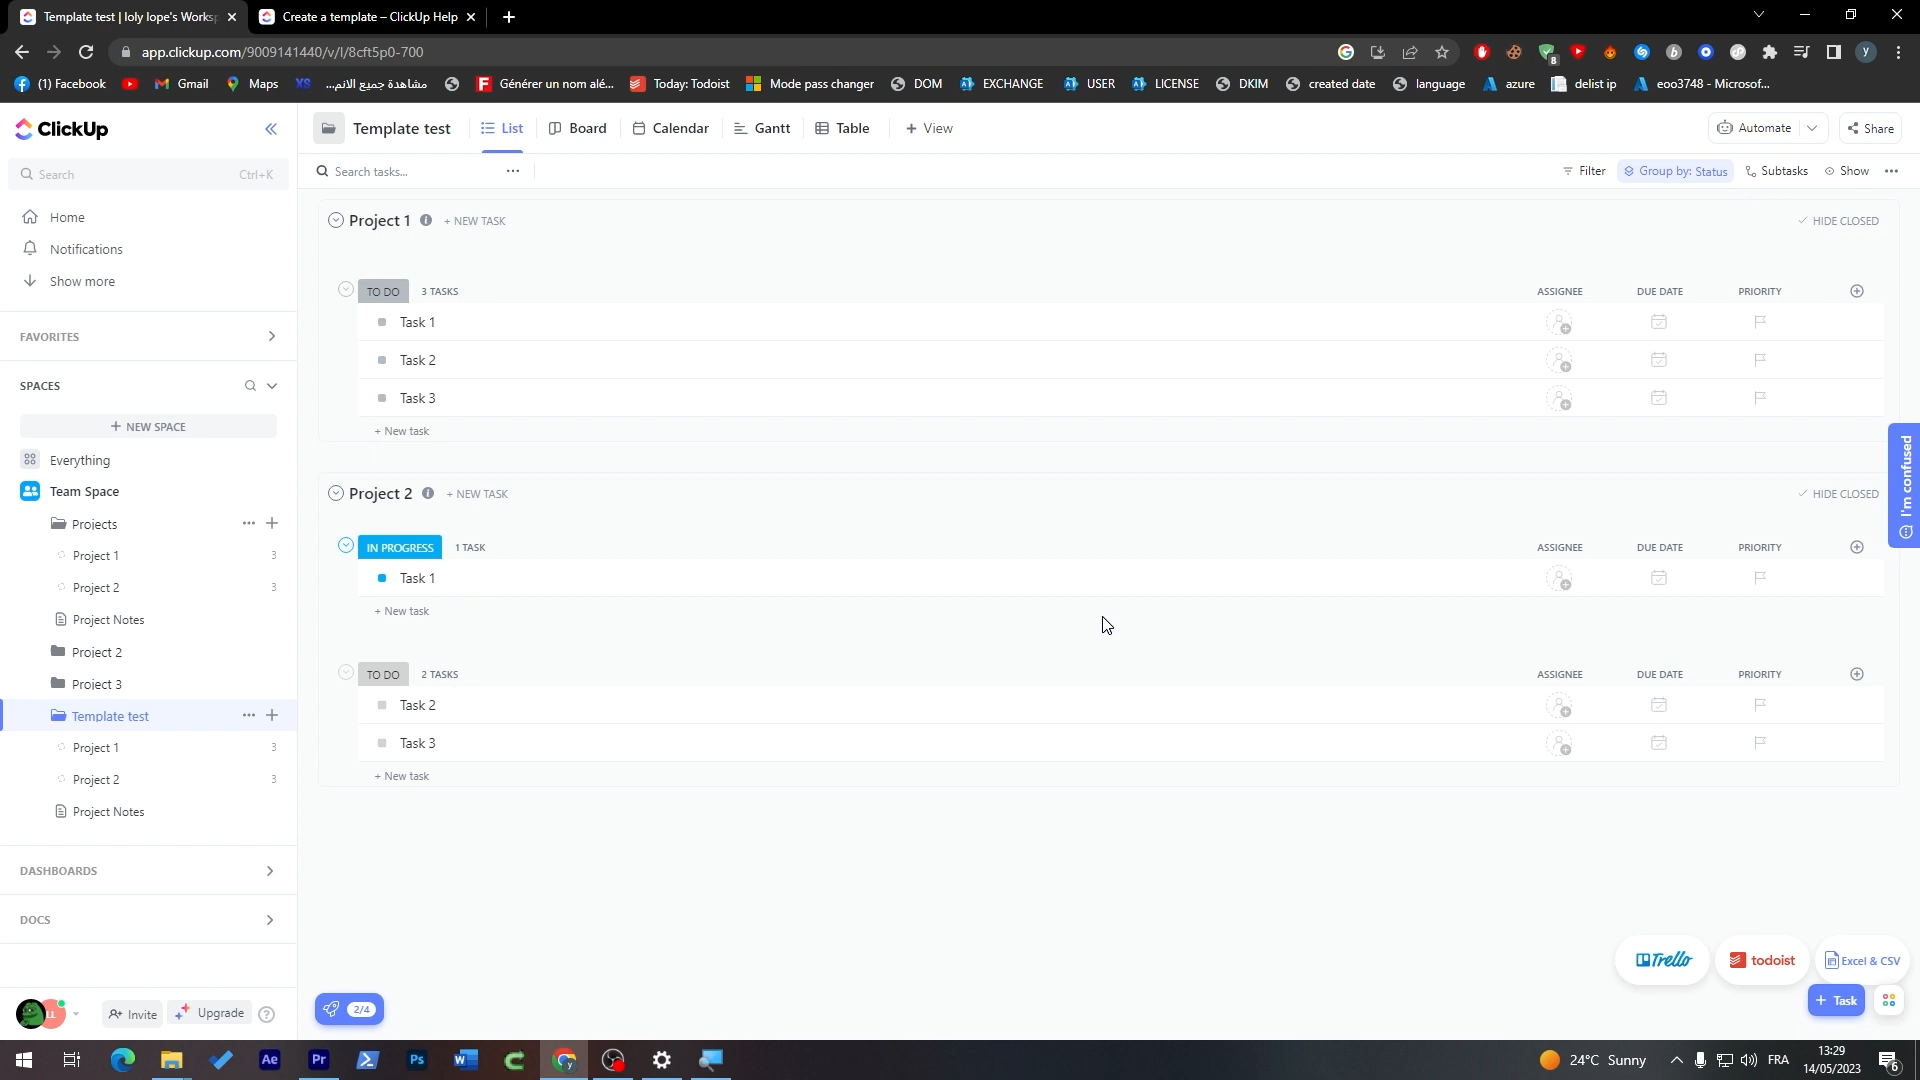 Template test | loly lope's Worksp
Create a template – ClickUp Help
app.clickup.com/9009141440/v/l/8cft5p0-700
8
y
(1) Facebook
Gmail
Maps
XS
مشاهدة جميع الانم...
Générer un nom alé...
Today: Todoist
Mode pass changer
DOM
EXCHANGE
USER
LICENSE
DKIM
created date
language
azure
delist ip
eoo3748 - Microsof...
ClickUp
Search
Ctrl+K
Home
Notifications
Show more
FAVORITES
SPACES
+ NEW SPACE
Everything
Team Space
Projects
Project 1
3
Project 2
3
Project Notes
Project 2
Project 3
Template test
Project 1
3
Project 2
3
Project Notes
DASHBOARDS
DOCS
LL
Invite
Upgrade
Template test
List
Board
Calendar
Gantt
Table
+ View
Automate
Share
Search tasks...
Filter
Group by: Status
Subtasks
Show
Project 1
+ NEW TASK
HIDE CLOSED
TO DO
3 TASKS
ASSIGNEE
DUE DATE
PRIORITY
Task 1
Task 2
Task 3
+ New task
Project 2
+ NEW TASK
HIDE CLOSED
IN PROGRESS
1 TASK
ASSIGNEE
DUE DATE
PRIORITY
Task 1
+ New task
TO DO
2 TASKS
ASSIGNEE
DUE DATE
PRIORITY
Task 2
Task 3
+ New task
I'm confused
Trello
todoist
Excel & CSV
2/4
+ Task
Ae
Pr
Ps
24°C Sunny
FRA
13:29
14/05/2023
6